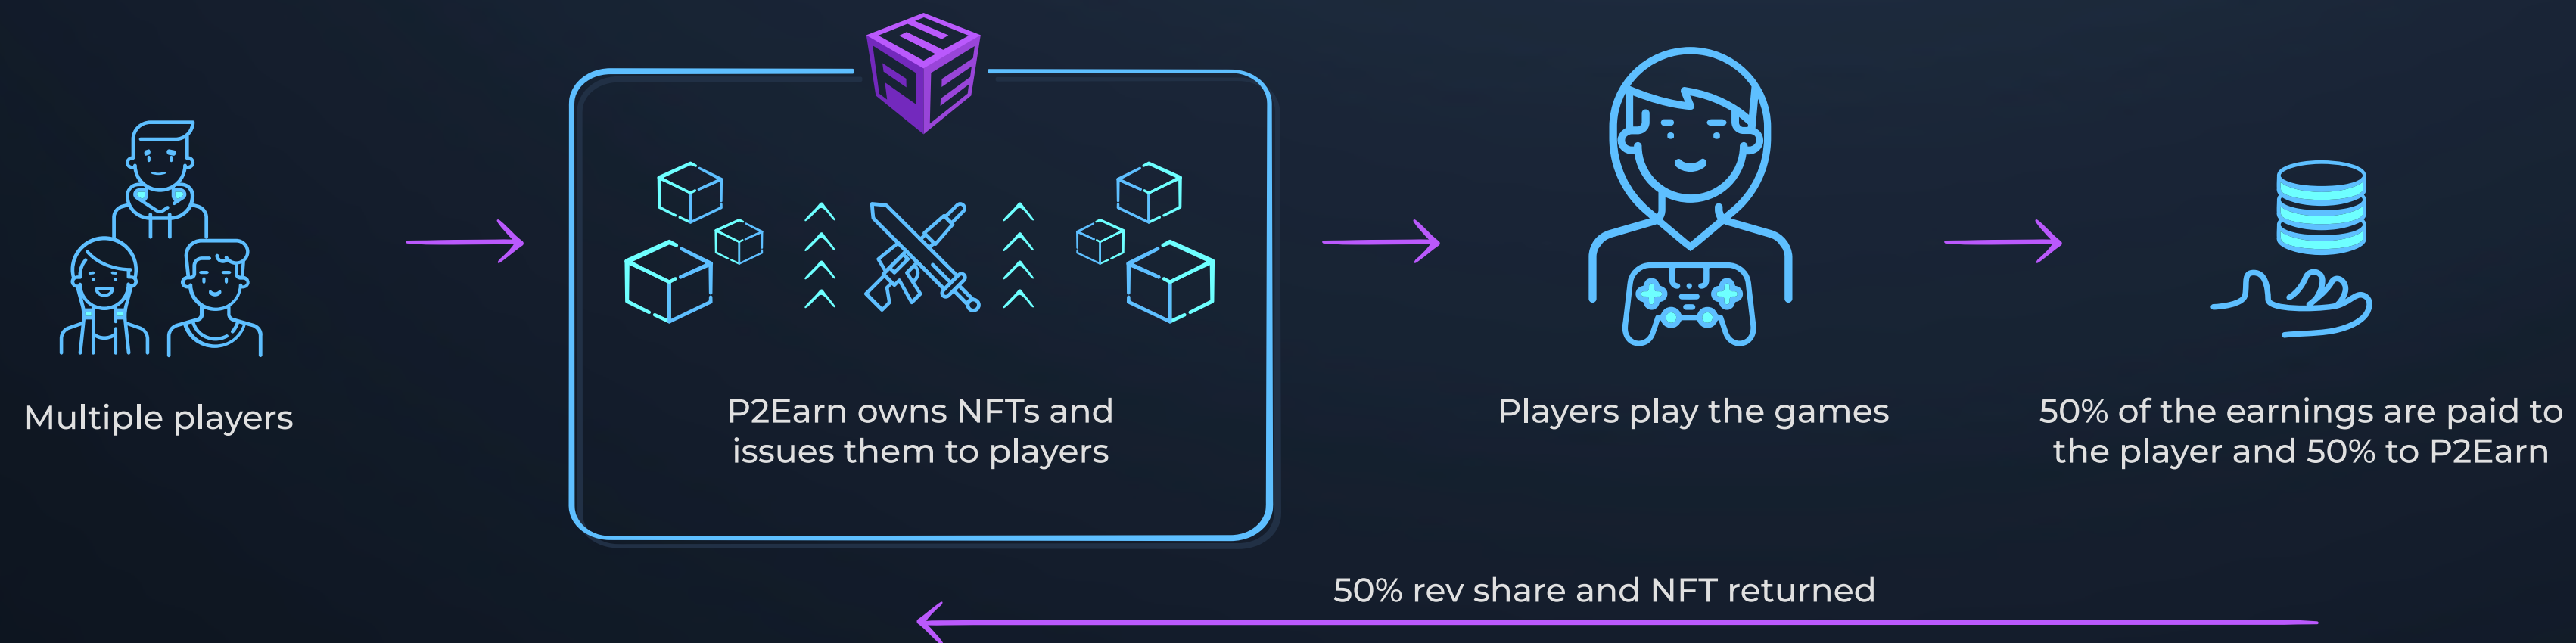 Multiple players
P2Earn owns NFTs and
issues them to players
Players play the games
50% of the earnings are paid to
the player and 50% to P2Earn
50% rev share and NFT returned